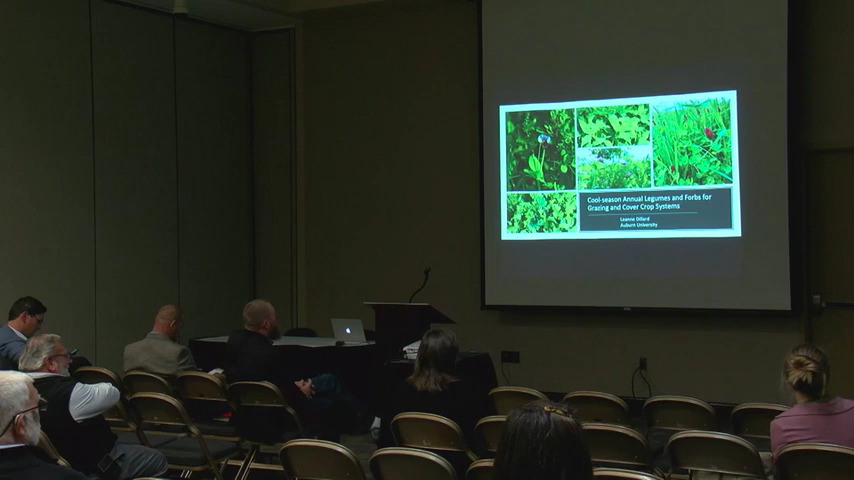 Cool-season Annual Legumes and Forbs for
Grazing and Cover Crop Systems
Leanne Dillard
Auburn University